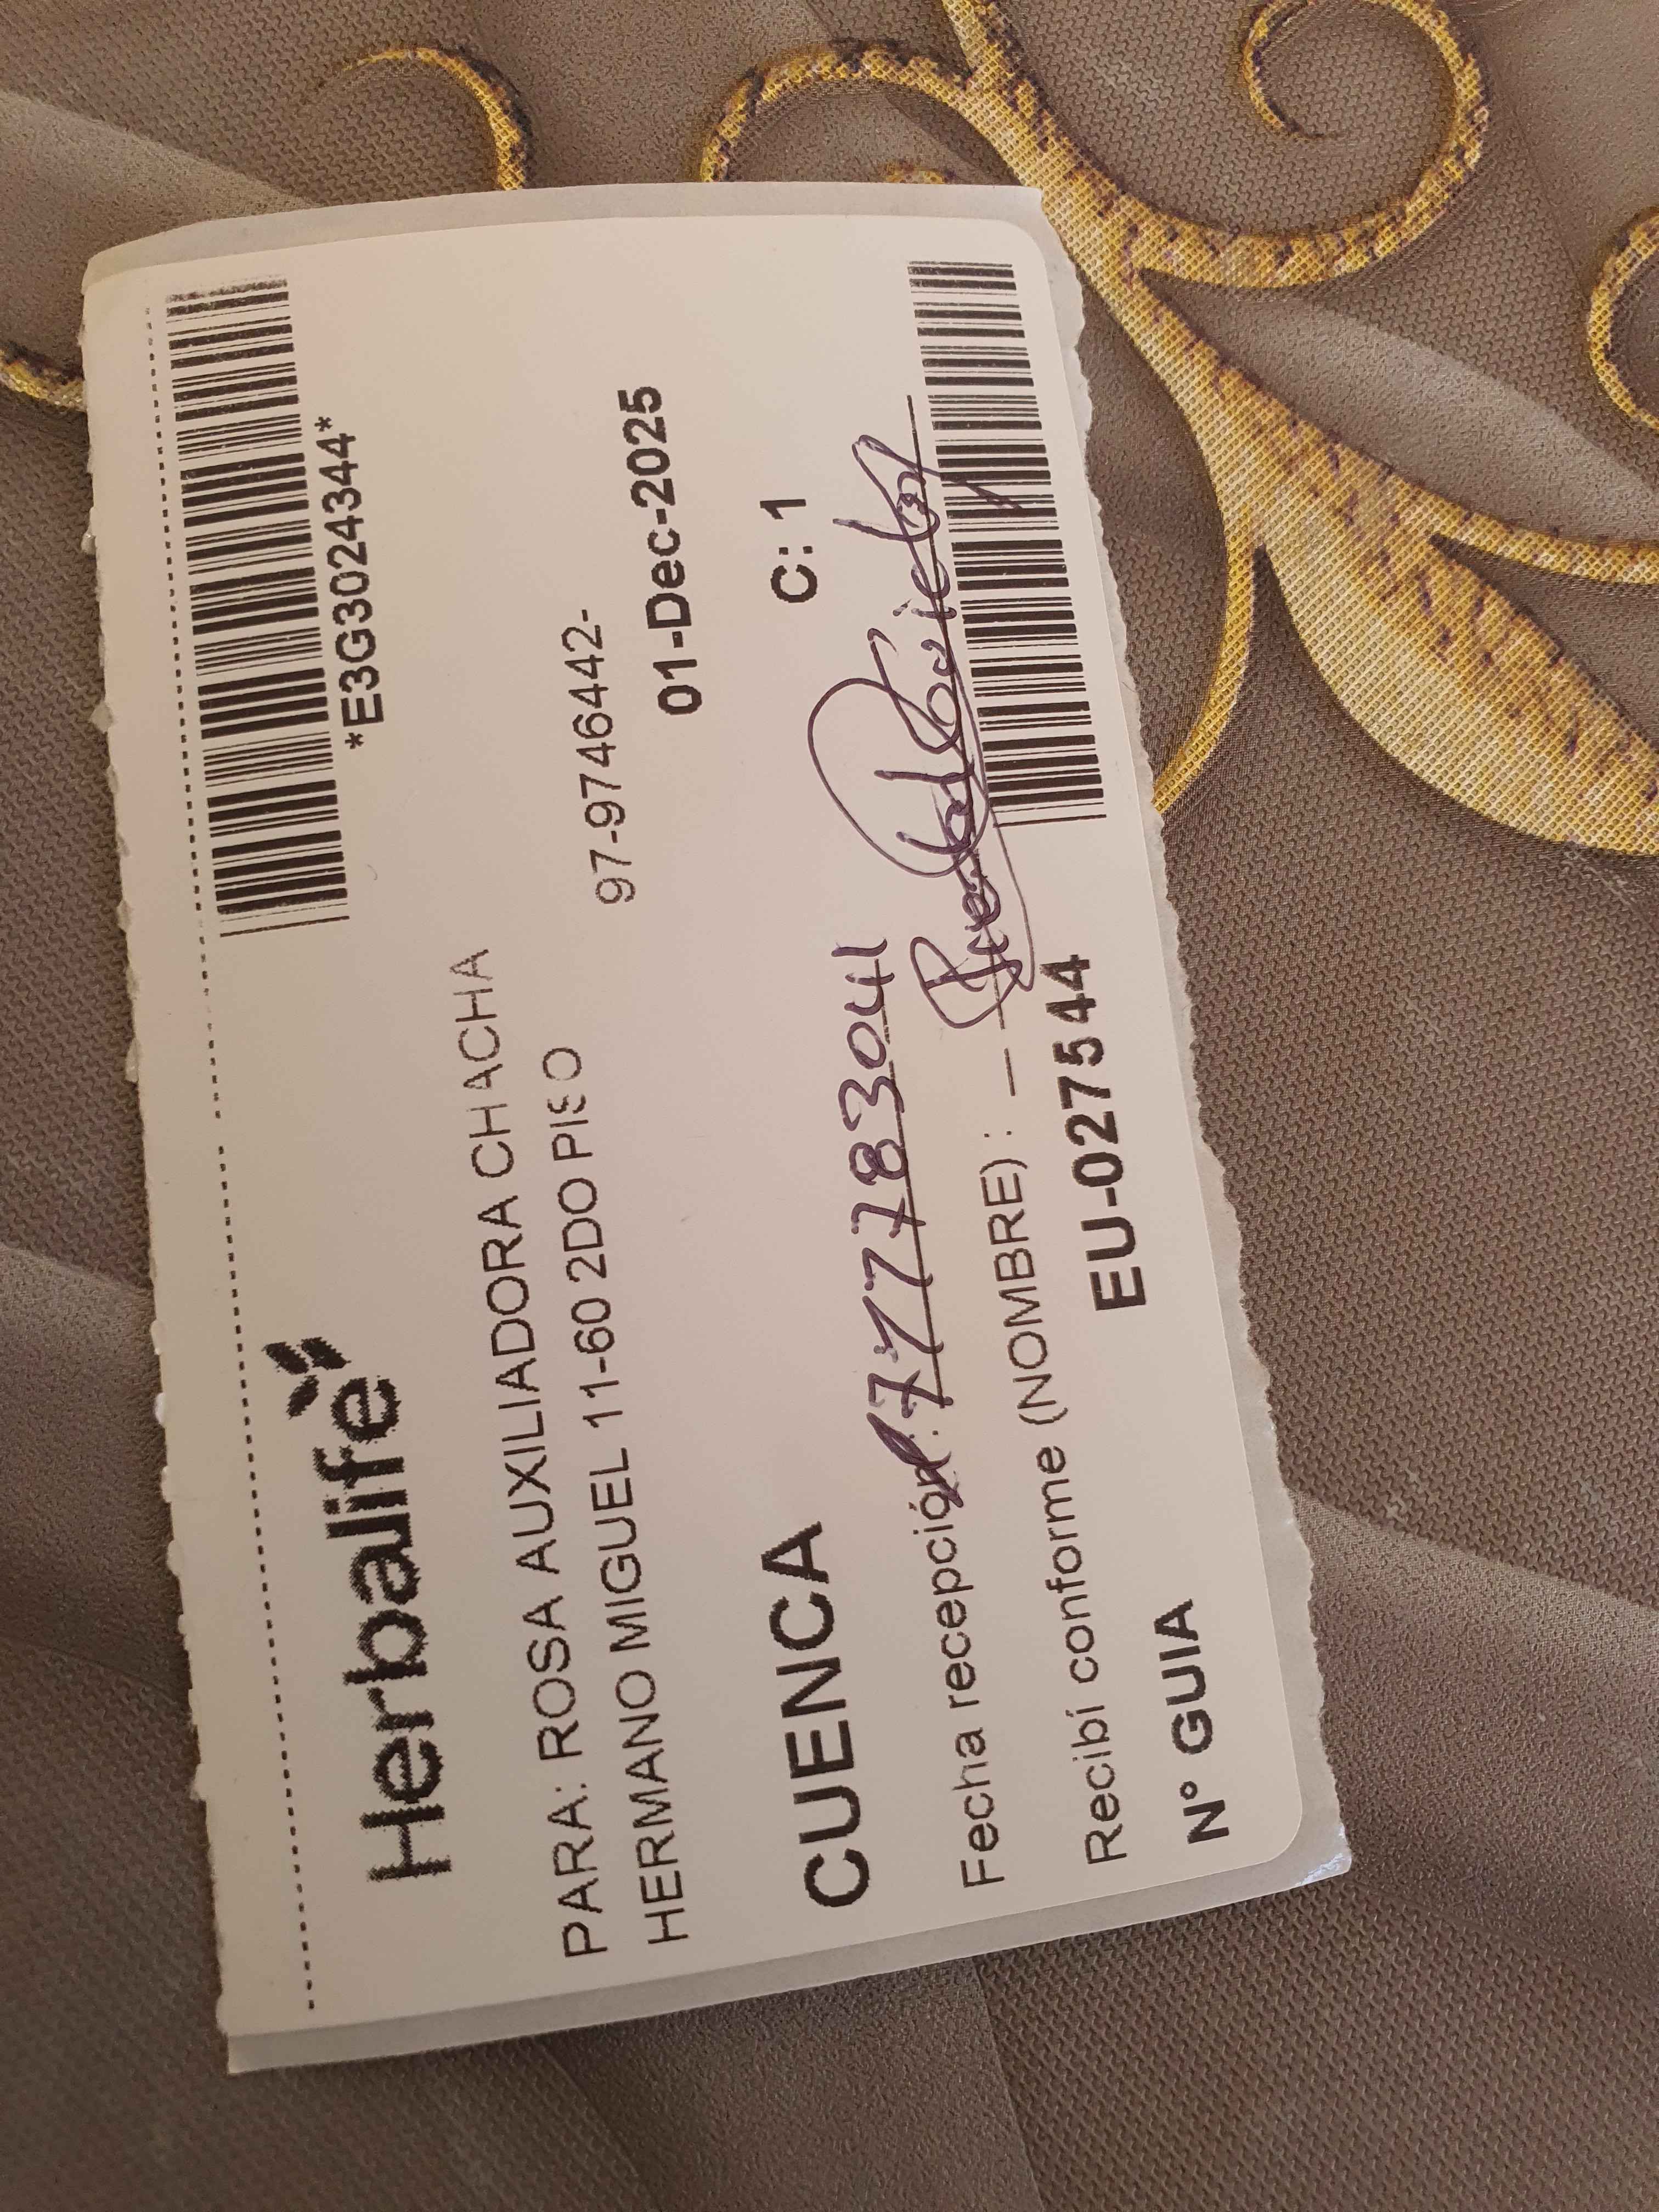 *E3G3024344*
Herbalife
PARA: ROSA AUXILIADORA CHACHA
HERMANO MIGUEL 11-60 2DO PISO
97-9746442-
01-Dec-2025
CUENCA C: 1
Fecha recepción: 1777783041
Recibí conforme (NOMBRE) :
N° GUIA EU-027544